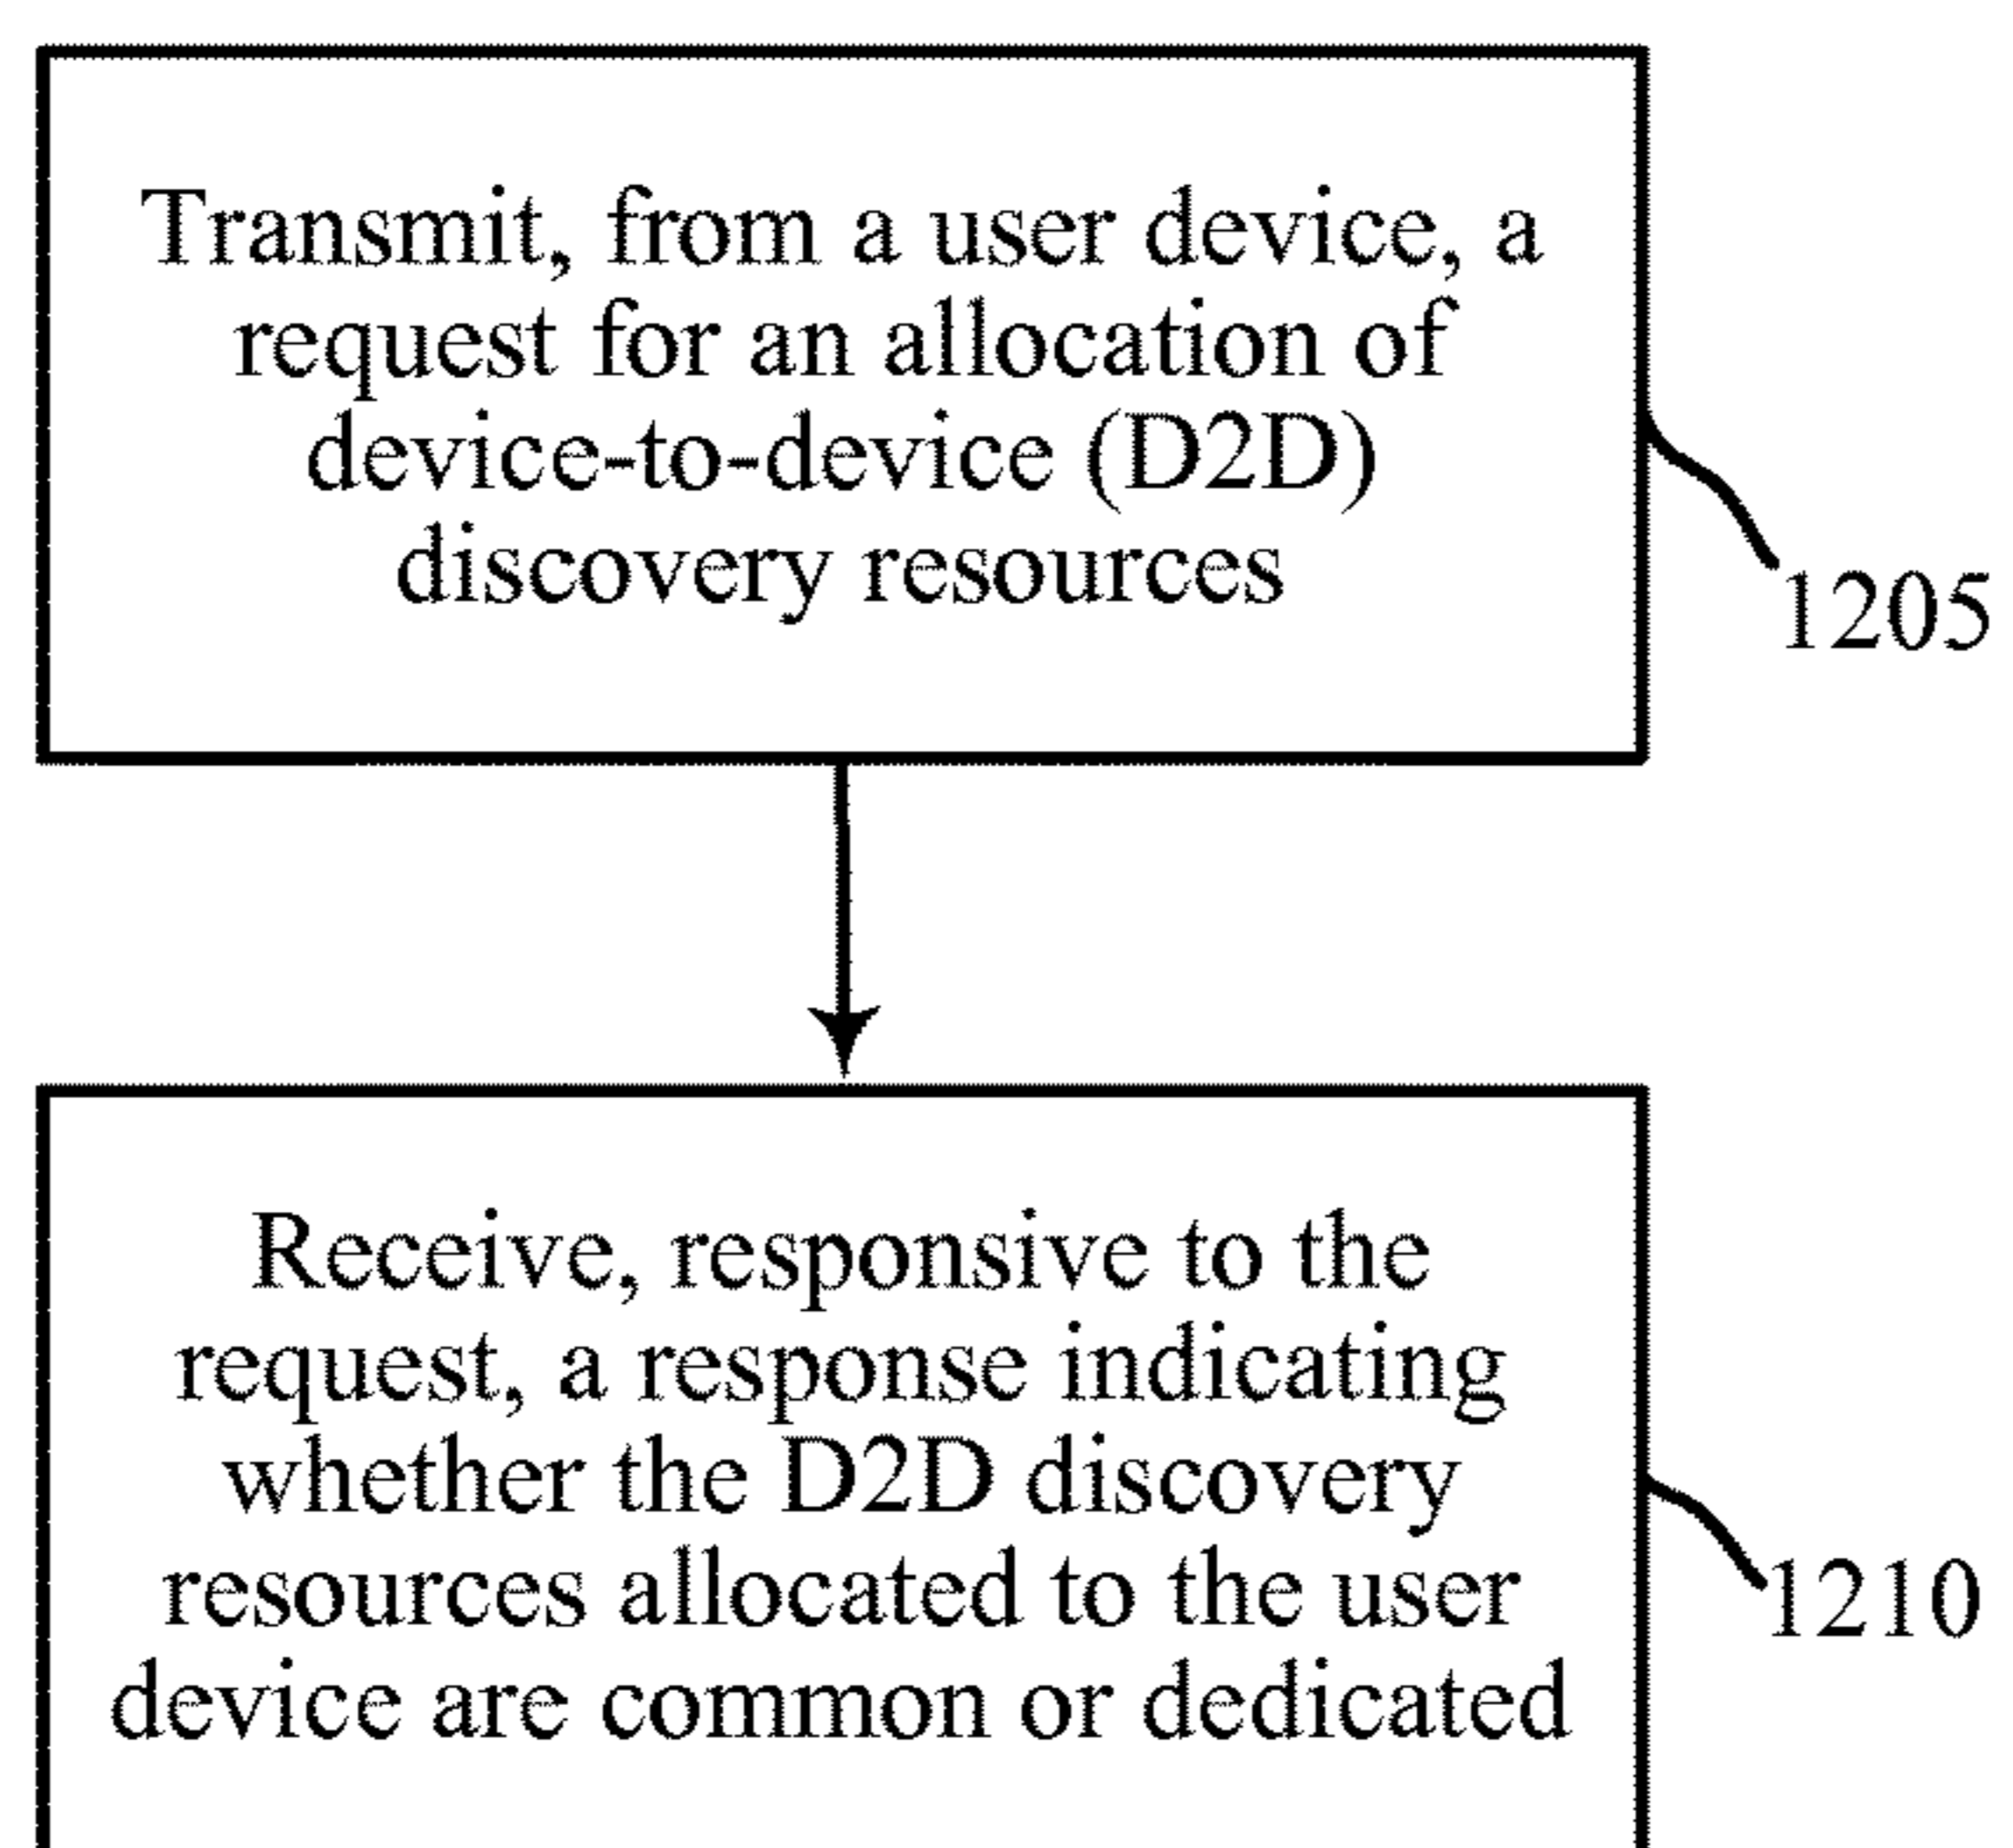 Transmit, from a user device, a
request for an allocation of
device-to-device (D2D)
discovery resources
1205
Receive, responsive to the
request, a response indicating
whether the D2D discovery
resources allocated to the user
device are common or dedicated
1210